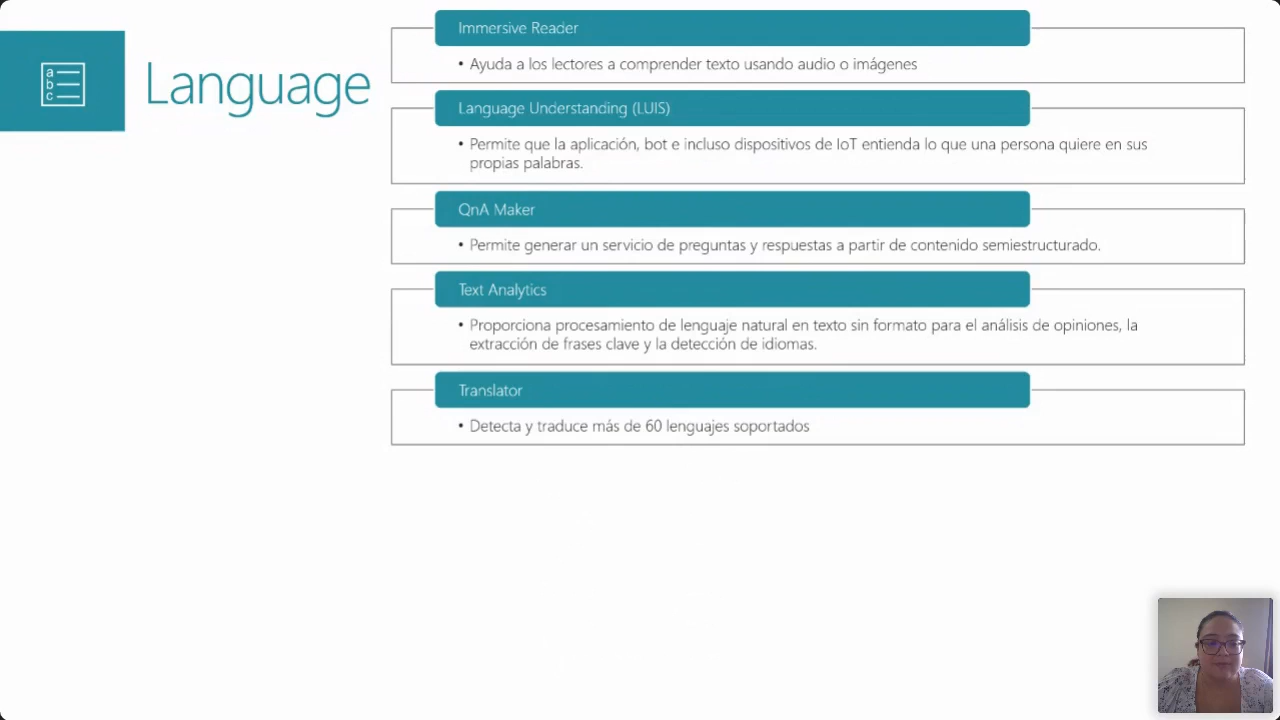 a
b
c
Language
Immersive Reader
• Ayuda a los lectores a comprender texto usando audio o imágenes
Language Understanding (LUIS)
• Permite que la aplicación, bot e incluso dispositivos de IoT entienda lo que una persona quiere en sus
propias palabras.
QnA Maker
• Permite generar un servicio de preguntas y respuestas a partir de contenido semiestructurado.
Text Analytics
• Proporciona procesamiento de lenguaje natural en texto sin formato para el análisis de opiniones, la
extracción de frases clave y la detección de idiomas.
Translator
• Detecta y traduce más de 60 lenguajes soportados